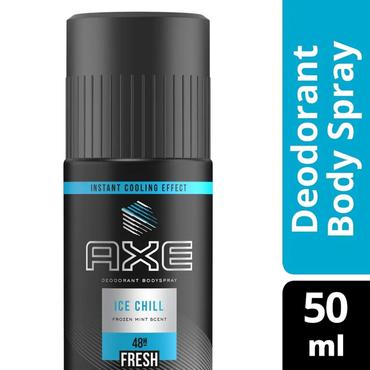 INSTANT COOLING EFFECT
AXE
DEODORANT BODYSPRAY
ICE CHILL
FROZEN MINT SCENT
48H
FRESH
Deodorant
Body Spray
50
ml